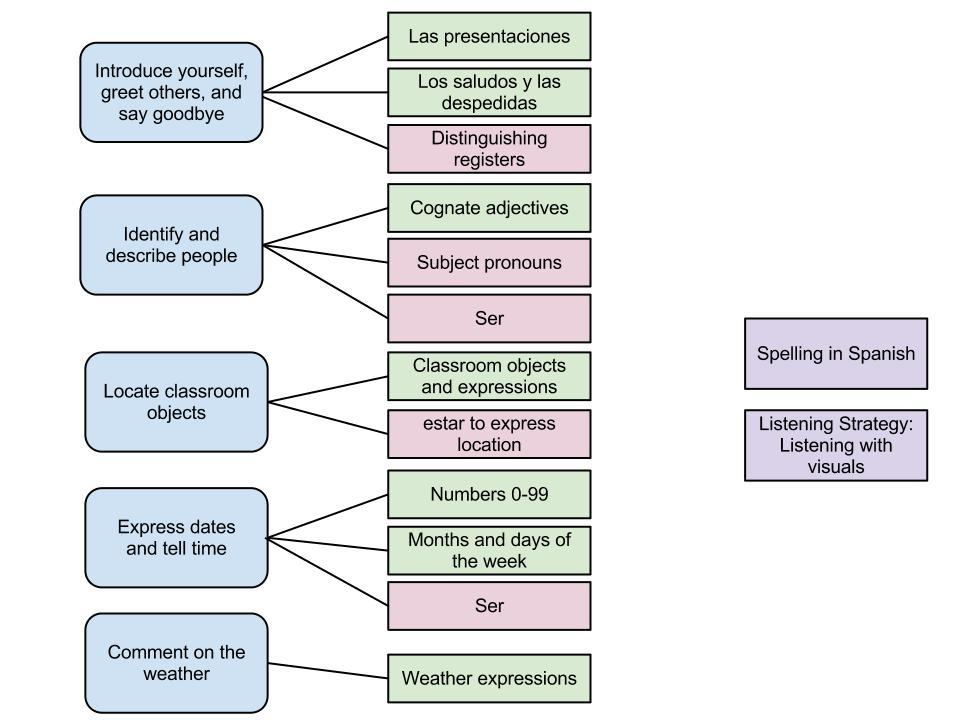 Introduce yourself,
greet others, and
say goodbye
Las presentaciones
Los saludos y las
despedidas
Distinguishing
registers
Identify and
describe people
Cognate adjectives
Subject pronouns
Ser
Locate classroom
objects
Classroom objects
and expressions
estar to express
location
Express dates
and tell time
Numbers 0-99
Months and days of
the week
Ser
Comment on the
weather
Weather expressions
Spelling in Spanish
Listening Strategy:
Listening with
visuals